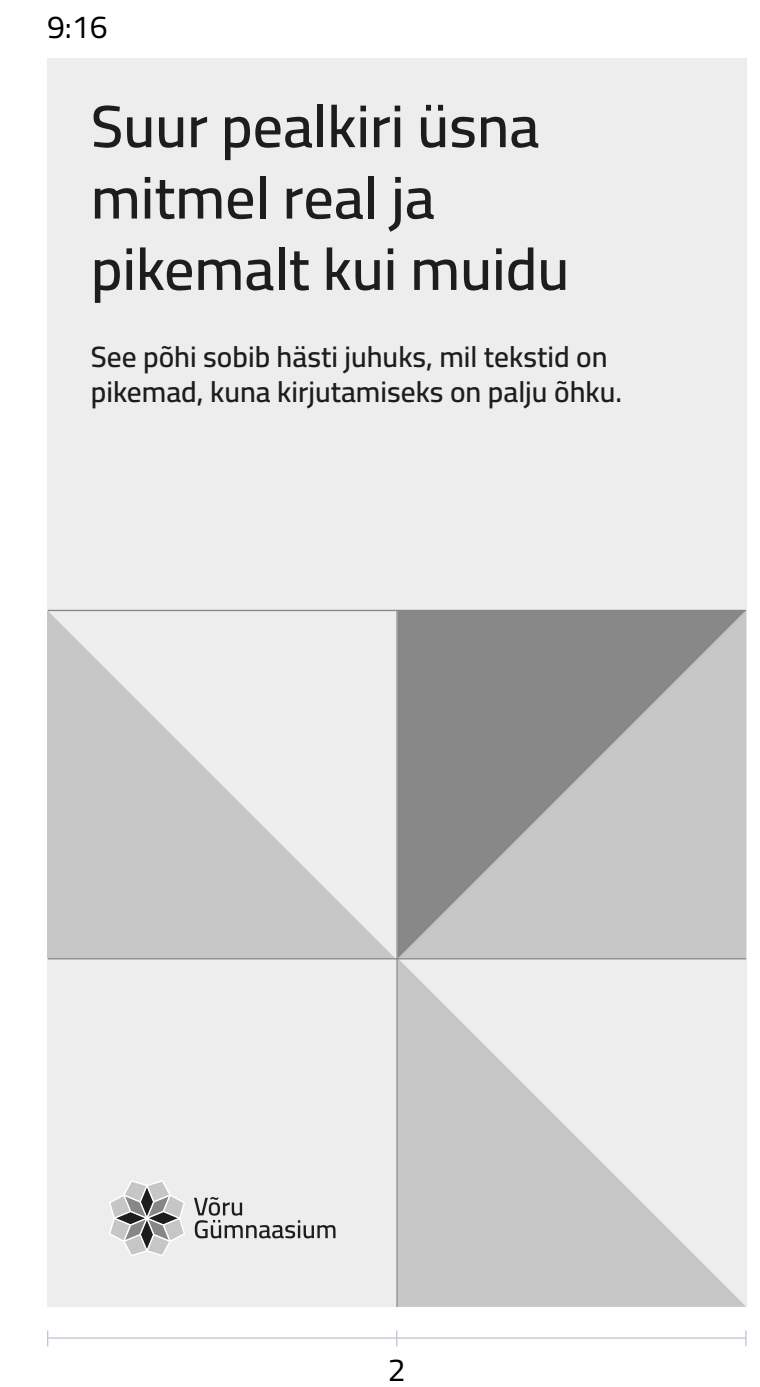 9:16
Suur pealkiri üsna
mitmel real ja
pikemalt kui muidu
See põhi sobib hästi juhuks, mil tekstid on
pikemad, kuna kirjutamiseks on palju õhku.
Võru
Gümnaasium
2